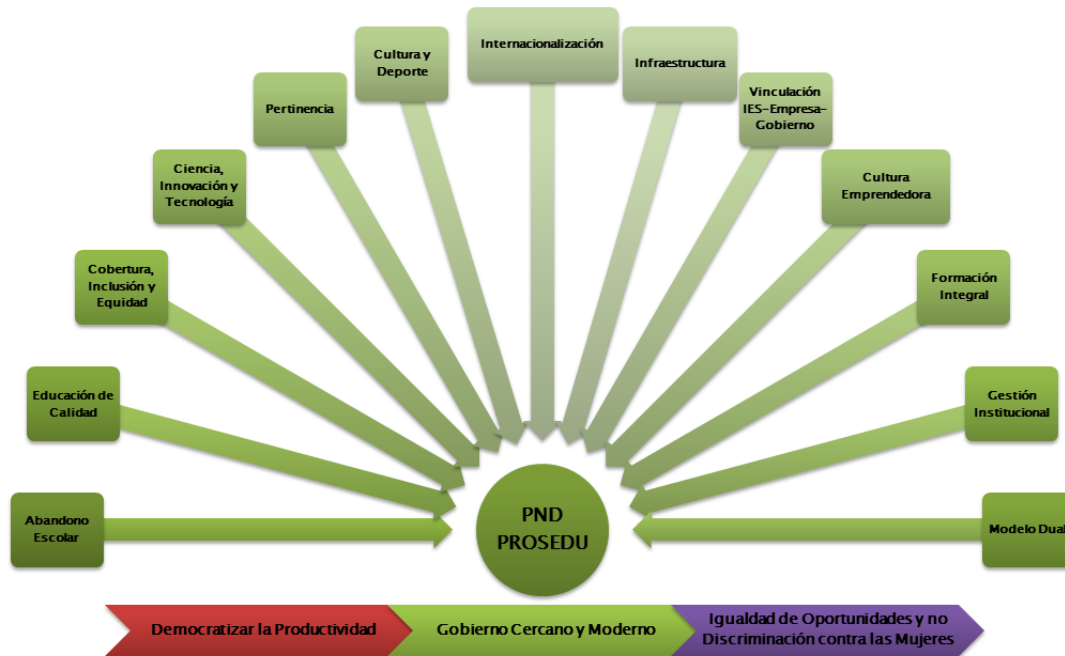 Internacionalización
Cultura y
Deporte
Infraestructura
Pertinencia
Vinculación
IES-Empresa-
Gobierno
Ciencia,
Innovación y
Tecnología
Cultura
Emprendedora
Cobertura,
Inclusión y
Equidad
Formación
Integral
Educación de
Calidad
Gestión
Institucional
Abandono
Escolar
PND
PROSEDU
Modelo Dual
Democratizar la Productividad
Gobierno Cercano y Moderno
Igualdad de Oportunidades y no
Discriminación contra las Mujeres